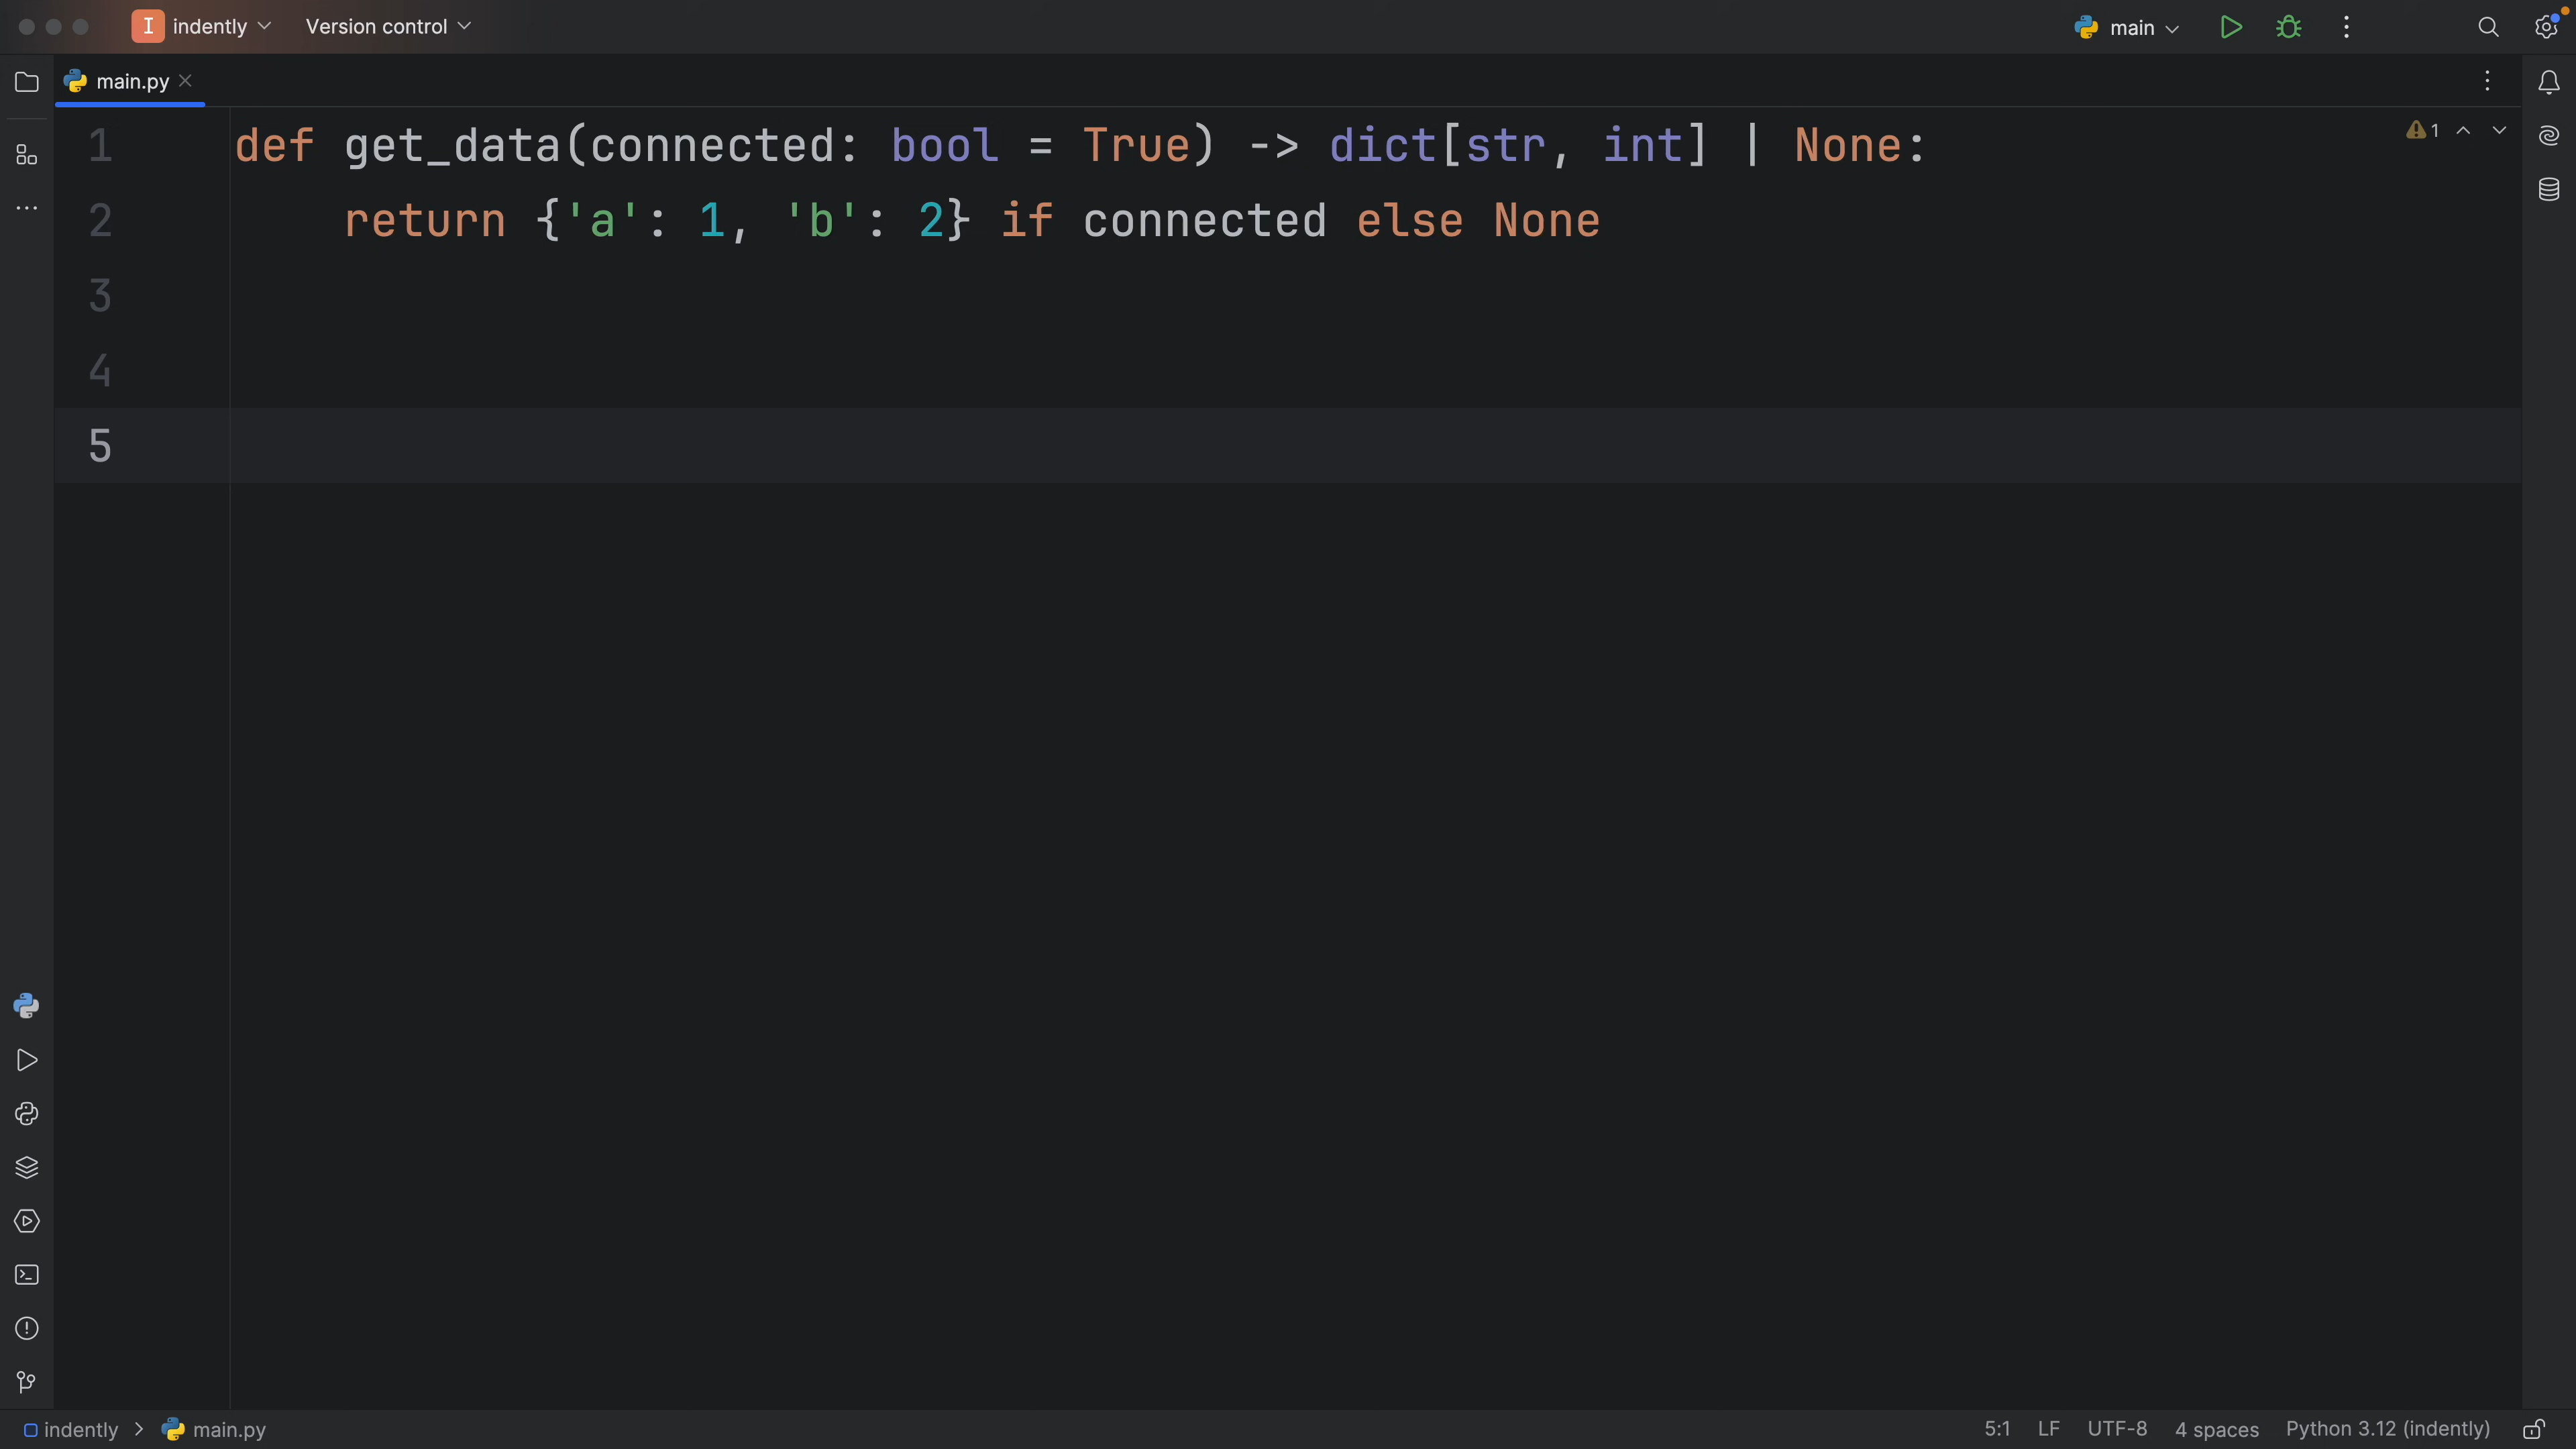 I indently Version control main
main.py
1 def get_data(connected: bool = True) -> dict[str, int] | None: 1
2     return {'a': 1, 'b': 2} if connected else None
3
4
5
indently > main.py 5:1 LF UTF-8 4 spaces Python 3.12 (indently)